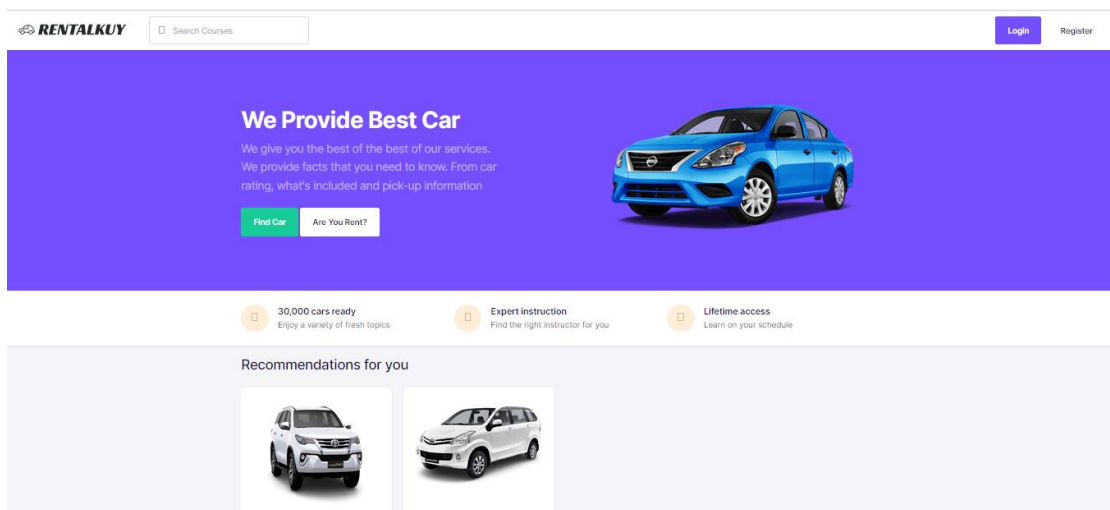 RENTALKUY
Search Courses
Login
Register
We Provide Best Car
We give you the best of the best of our services.
We provide facts that you need to know. From car
rating, what's included and pick-up information
Find Car
Are You Rent?
30,000 cars ready
Enjoy a variety of fresh topics
Expert instruction
Find the right instructor for you
Lifetime access
Learn on your schedule
Recommendations for you